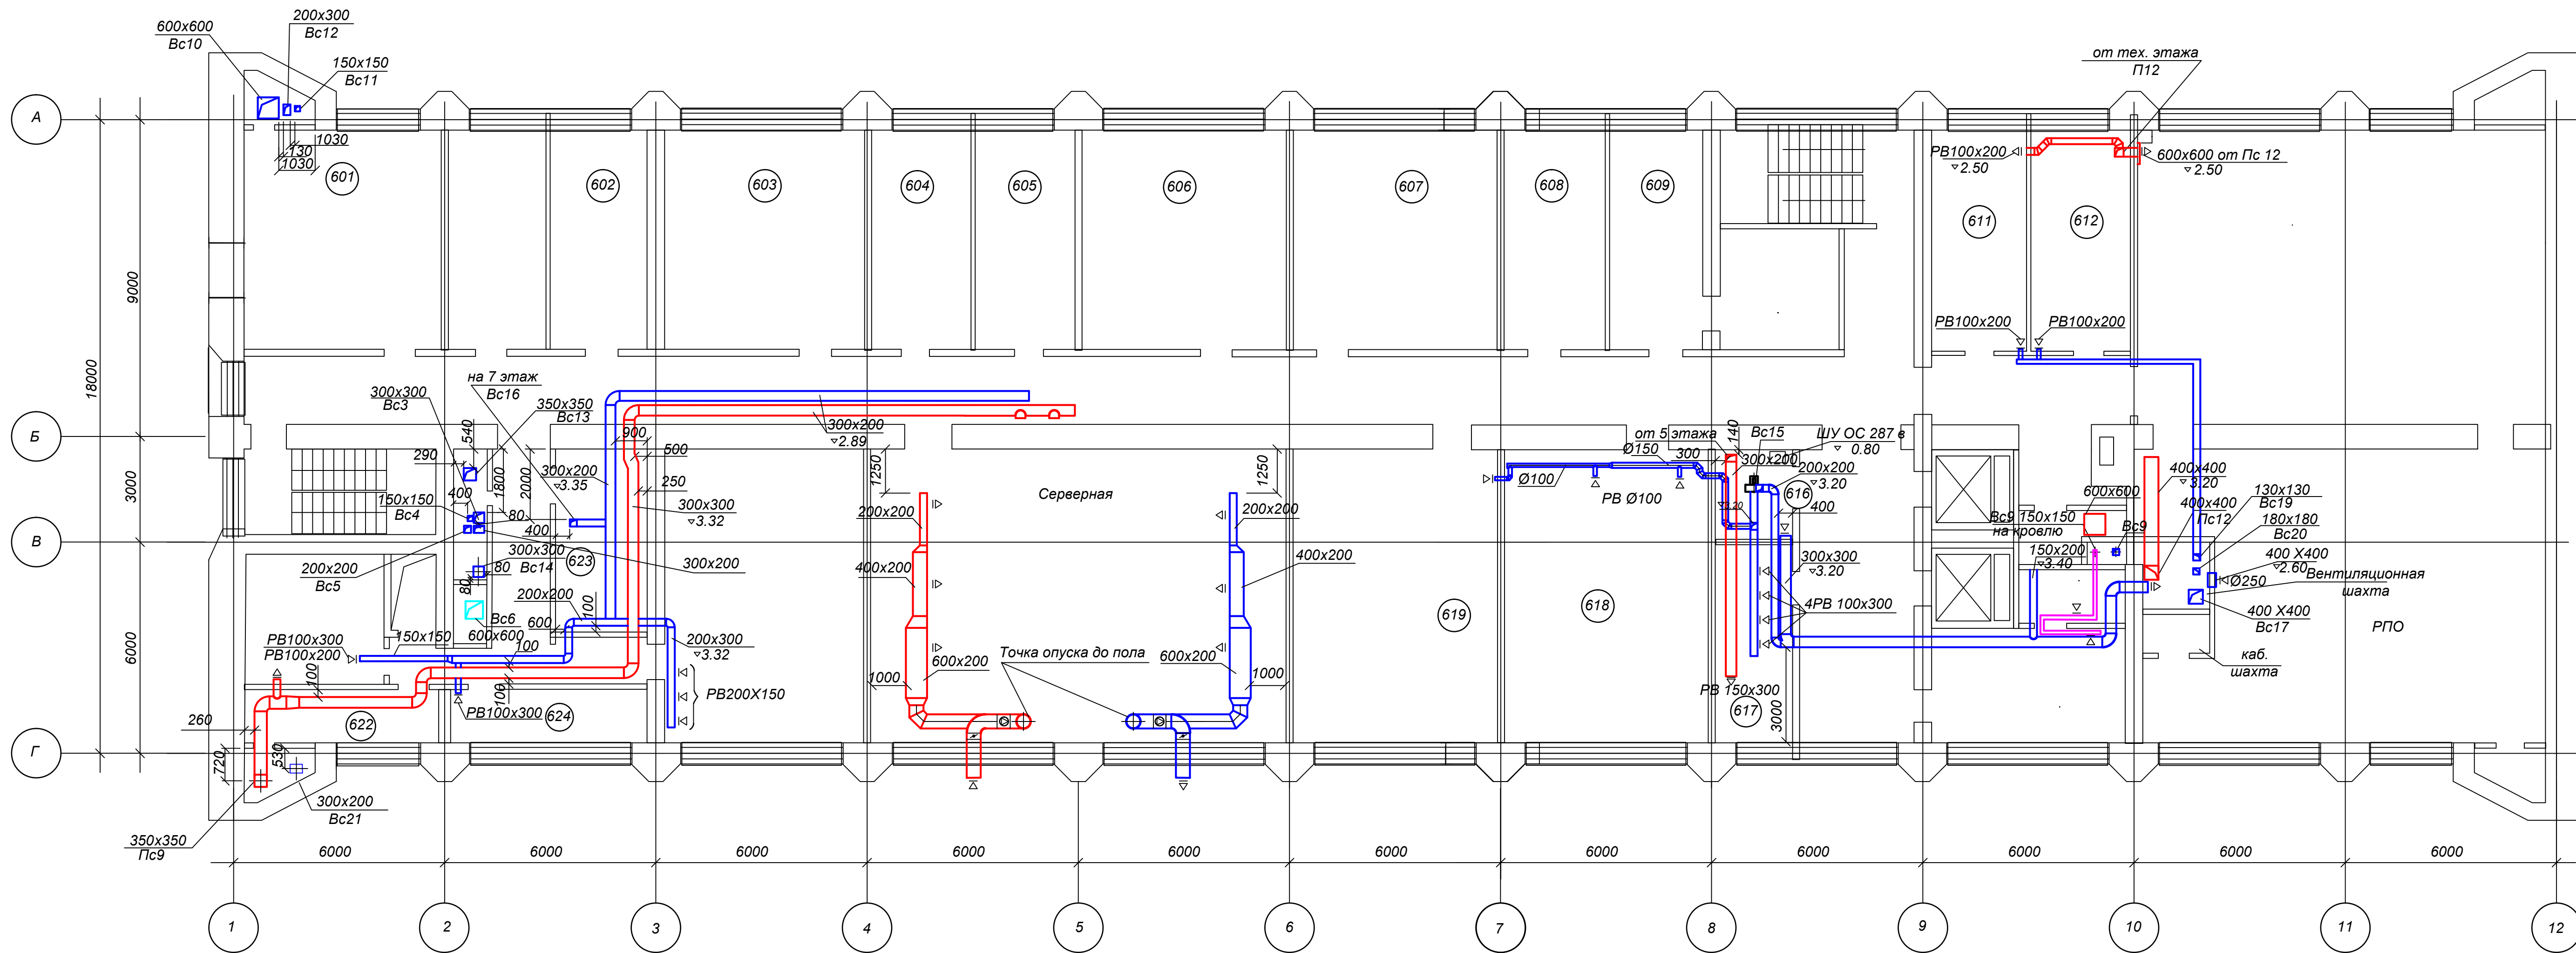 600x600
Вс10
200x300
Вс12
150x150
Вс11
от тех. этажа
П12
А
1030
130
1030
601
602
603
604
605
606
607
608
609
611
612
РВ100x200
2.50
600x600 от Пс 12
2.50
9000
18000
РВ100x200
РВ100x200
на 7 этаж
Вс16
300x300
Вс3
350x350
Вс13
540
300x200
2.89
900
500
250
Б
290
400
1800
2000
150x150
Вс4
80
400
300x200
3.35
300x300
3.32
1250
1250
Серверная
200x200
200x200
от 5 этажа
Ø150
300
140
Вс15
300x200
ШУ ОС 287 в
0.80
200x200
3.20
Ø100
РВ Ø100
616
400
3000
В
200x200
Вс5
300x300
Вс14
80
80
623
300x200
400x200
400x200
300x300
3.20
4РВ 100x300
600x600
Вс9 150x150
на кровлю
Вс9
150x200
3.40
400x400
3.20
400x400
Пс12
130x130
Вс19
180x180
Вс20
400 Х400
2.60
Ø250
Вентиляционная
шахта
400 Х400
Вс17
каб.
шахта
РПО
200x200
100
600
Вс6
600x600
100
РВ100x300
РВ100x200
150x150
100
100
200x300
3.32
РВ200Х150
6000
619
618
600x200
Точка опуска до пола
600x200
1000
1000
РВ 150x300
617
3000
РВ100x300
624
622
260
Г
720
530
300x200
Вс21
350x350
Пс9
6000
6000
6000
6000
6000
6000
6000
6000
6000
6000
6000
1
2
3
4
5
6
7
8
9
10
11
12